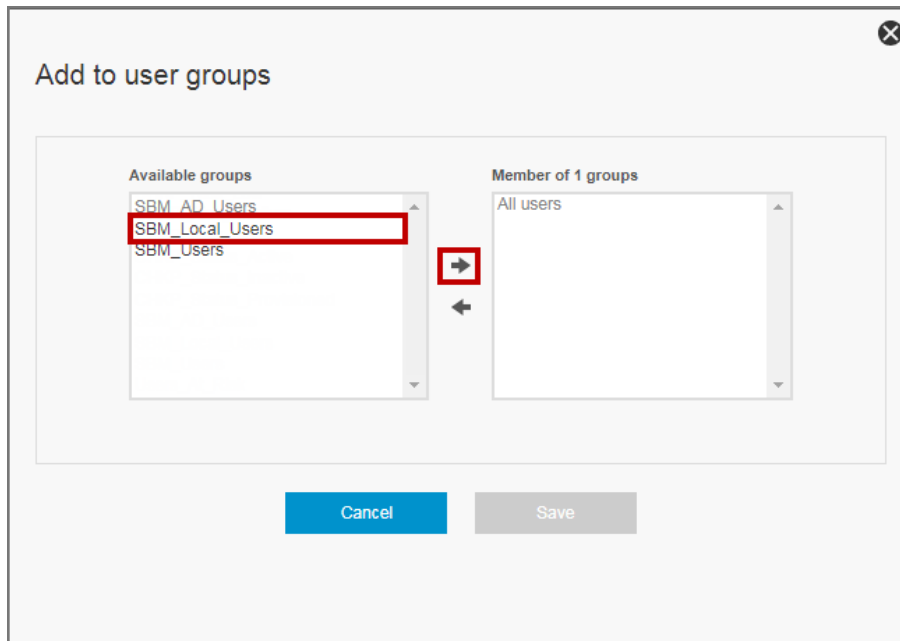 Add to user groups
Available groups
Member of 1 groups
SBM_AD_Users
SBM_Local_Users
SBM_Users
All users
Cancel
Save